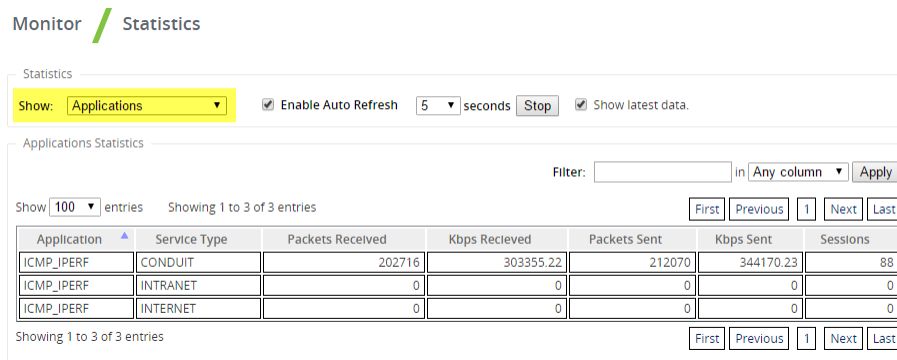 Monitor / Statistics
Statistics
Show: Applications Enable Auto Refresh 5 seconds Stop Show latest data.
Applications Statistics
Filter: in Any column Apply
Show 100 entries Showing 1 to 3 of 3 entries First Previous 1 Next Last
Application Service Type Packets Received Kbps Recieved Packets Sent Kbps Sent Sessions
ICMP_IPERF CONDUIT 202716 303355.22 212070 344170.23 88
ICMP_IPERF INTRANET 0 0 0 0 0
ICMP_IPERF INTERNET 0 0 0 0 0
Showing 1 to 3 of 3 entries First Previous 1 Next Last